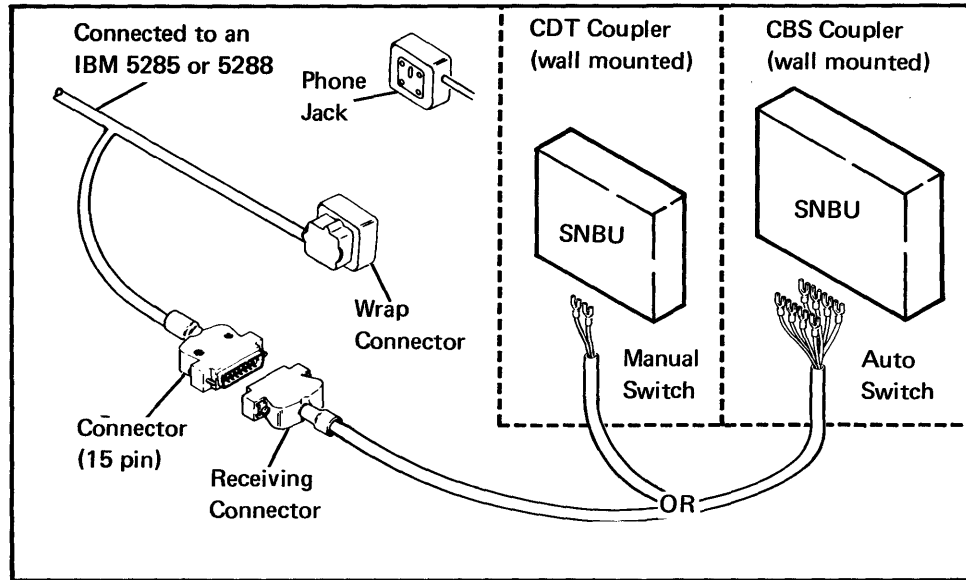 Connected to an
IBM 5285 or 5288
Phone
Jack
CDT Coupler
(wall mounted)
CBS Coupler
(wall mounted)
SNBU
SNBU
Wrap
Connector
Manual
Switch
Auto
Switch
Connector
(15 pin)
Receiving
Connector
OR